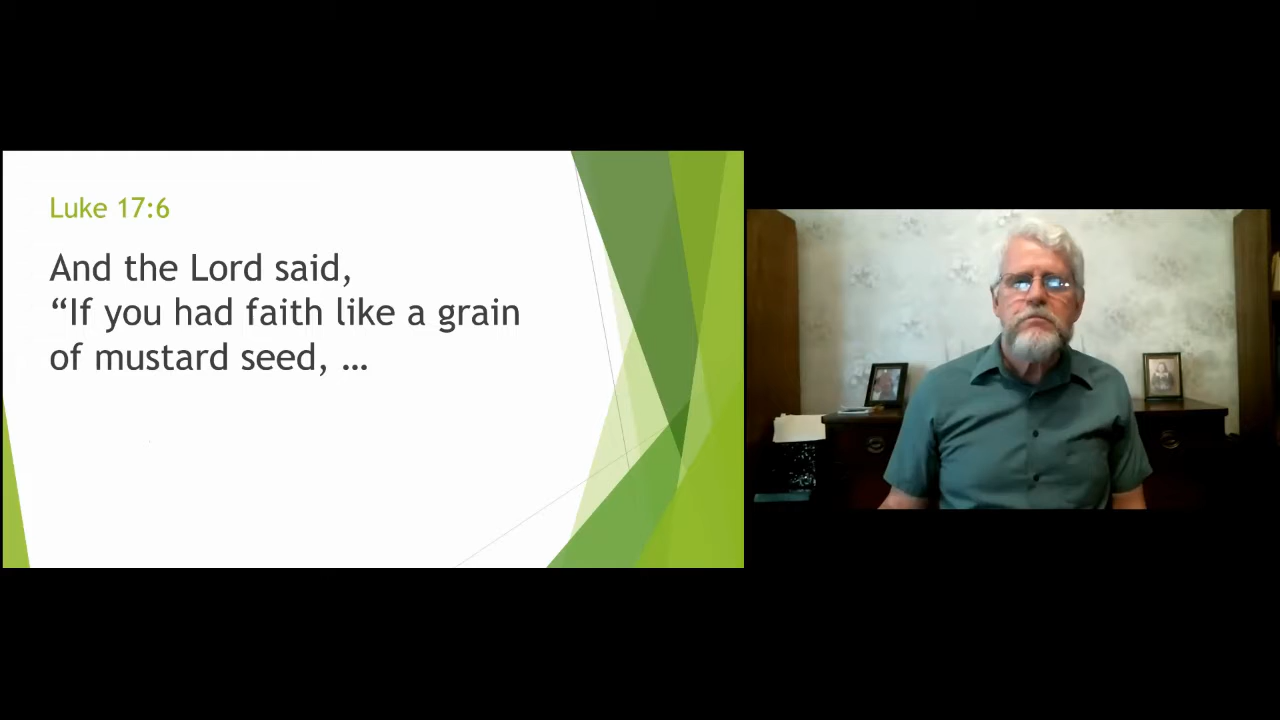 Luke 17:6
And the Lord said,
“If you had faith like a grain
of mustard seed, …